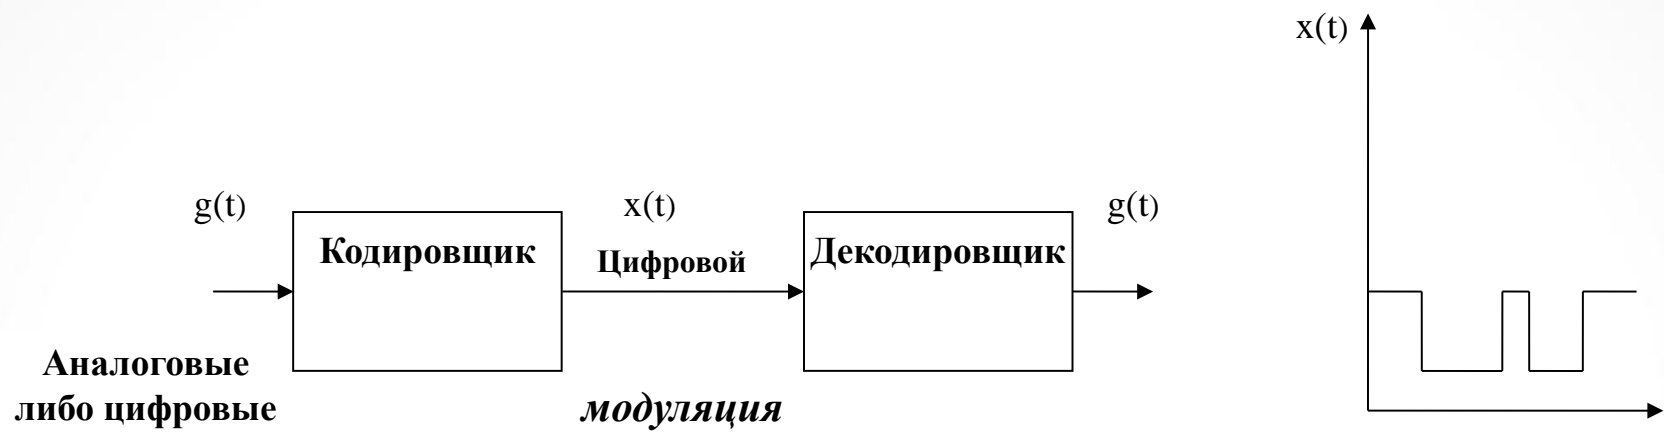 x(t)
g(t)
x(t)
g(t)
Кодировщик
Цифровой
Декодировщик
Аналоговые
либо цифровые
модуляция